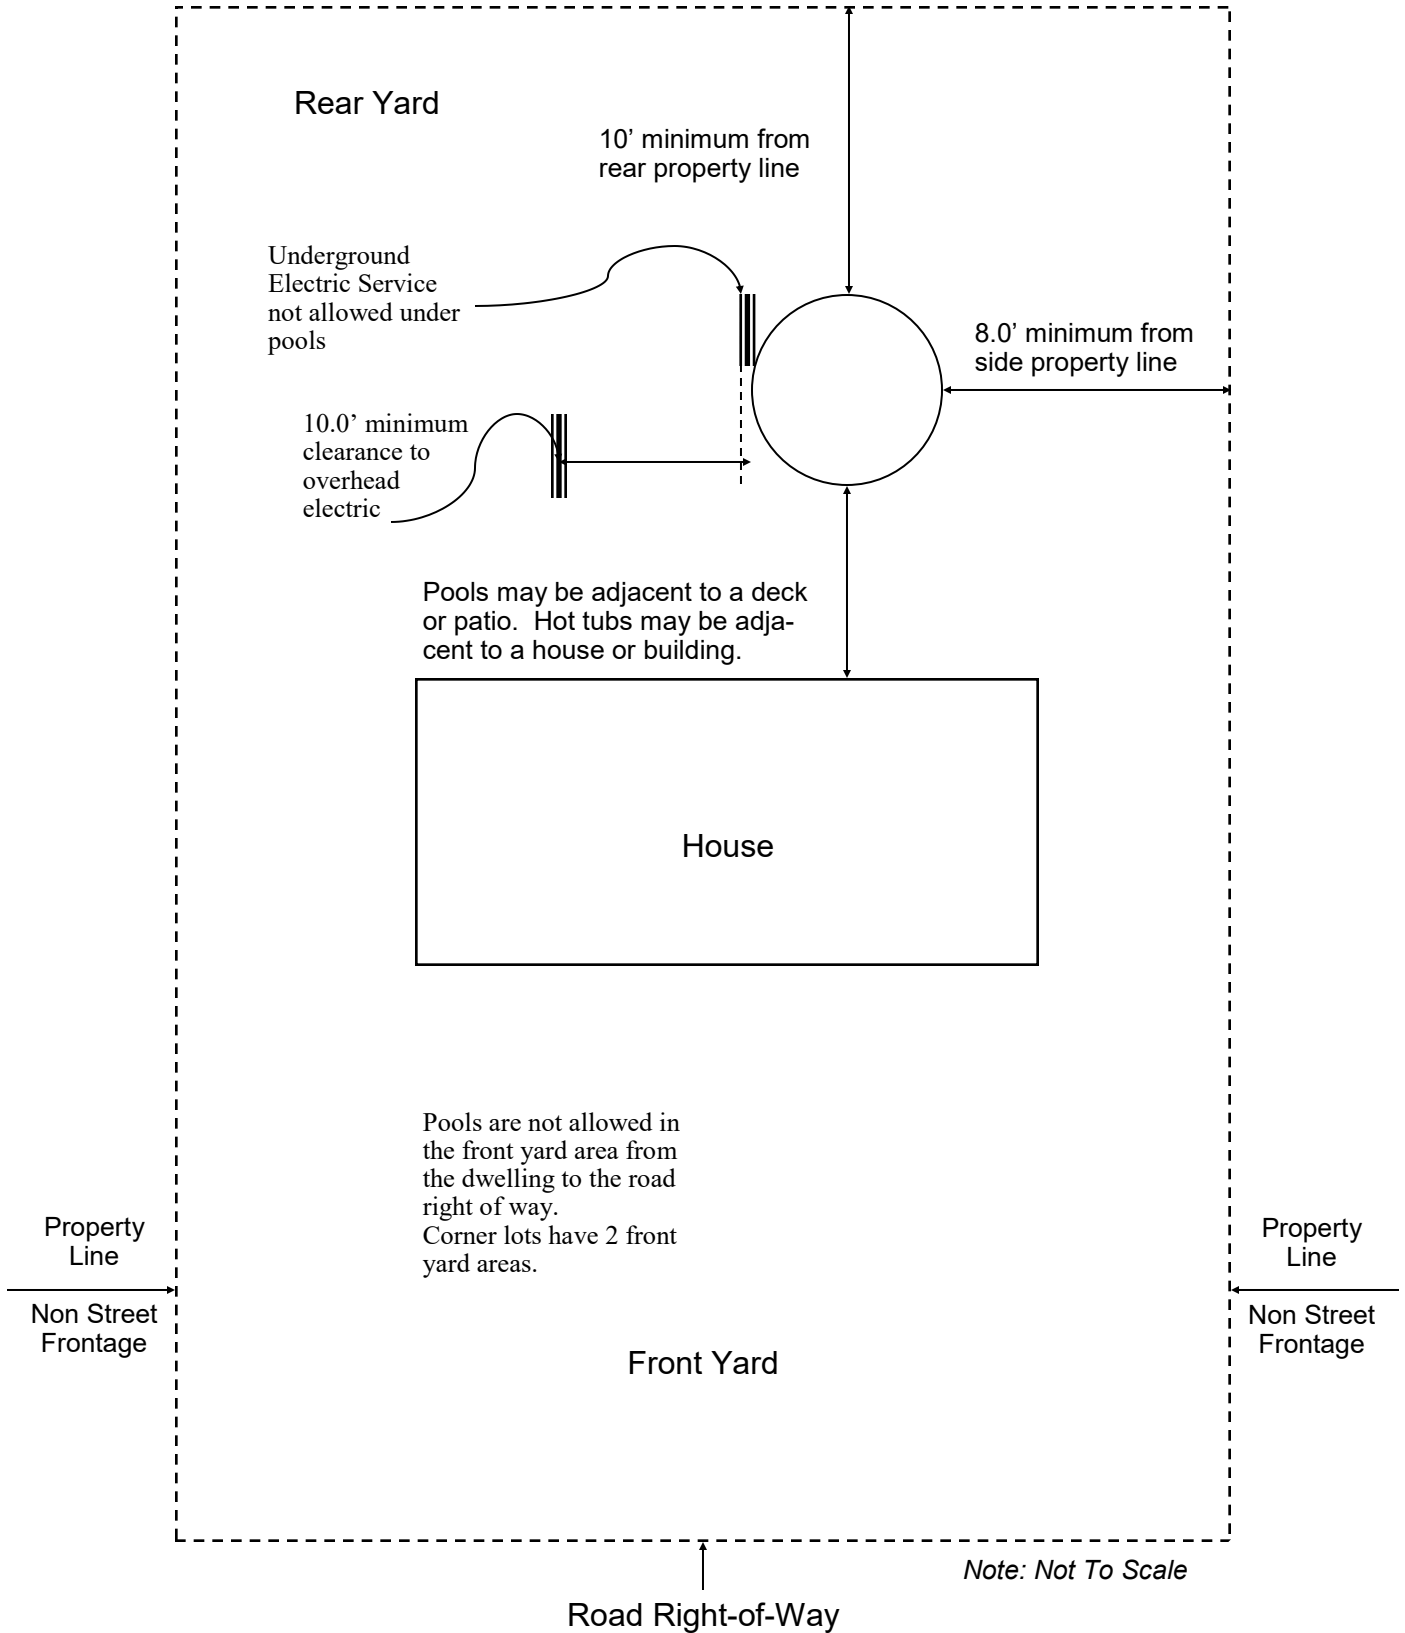 Rear Yard
10’ minimum from
rear property line
Underground
Electric Service
not allowed under
pools
8.0’ minimum from
side property line
10.0’ minimum
clearance to
overhead
electric
Pools may be adjacent to a deck
or patio.  Hot tubs may be adja-
cent to a house or building.
House
Pools are not allowed in
the front yard area from
the dwelling to the road
right of way.
Corner lots have 2 front
yard areas.
Property
Line
Non Street
Frontage
Property
Line
Non Street
Frontage
Front Yard
Note: Not To Scale
Road Right-of-Way